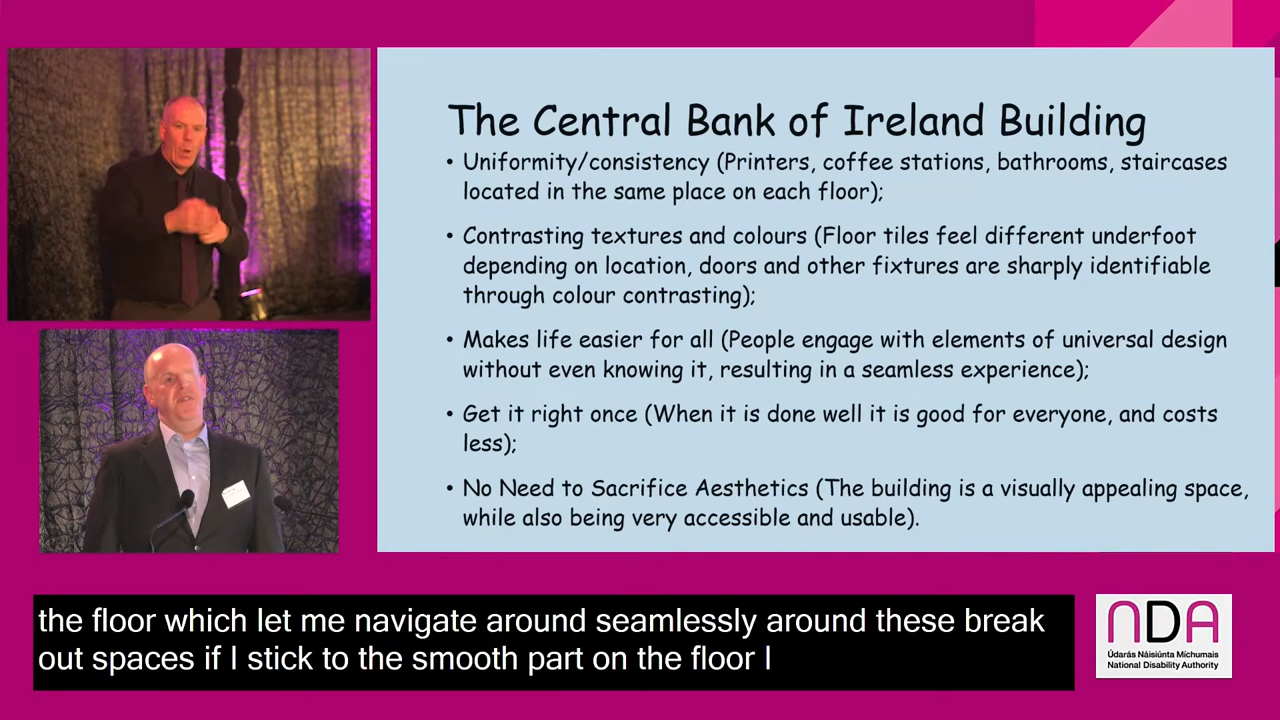 The Central Bank of Ireland Building
• Uniformity/consistency (Printers, coffee stations, bathrooms, staircases
located in the same place on each floor);
• Contrasting textures and colours (Floor tiles feel different underfoot
depending on location, doors and other fixtures are sharply identifiable
through colour contrasting);
• Makes life easier for all (People engage with elements of universal design
without even knowing it, resulting in a seamless experience);
• Get it right once (When it is done well it is good for everyone, and costs
less);
• No Need to Sacrifice Aesthetics (The building is a visually appealing space,
while also being very accessible and usable).
the floor which let me navigate around seamlessly around these break
out spaces if I stick to the smooth part on the floor I
NDA
Údarás Náisiúnta Míchumais
National Disability Authority